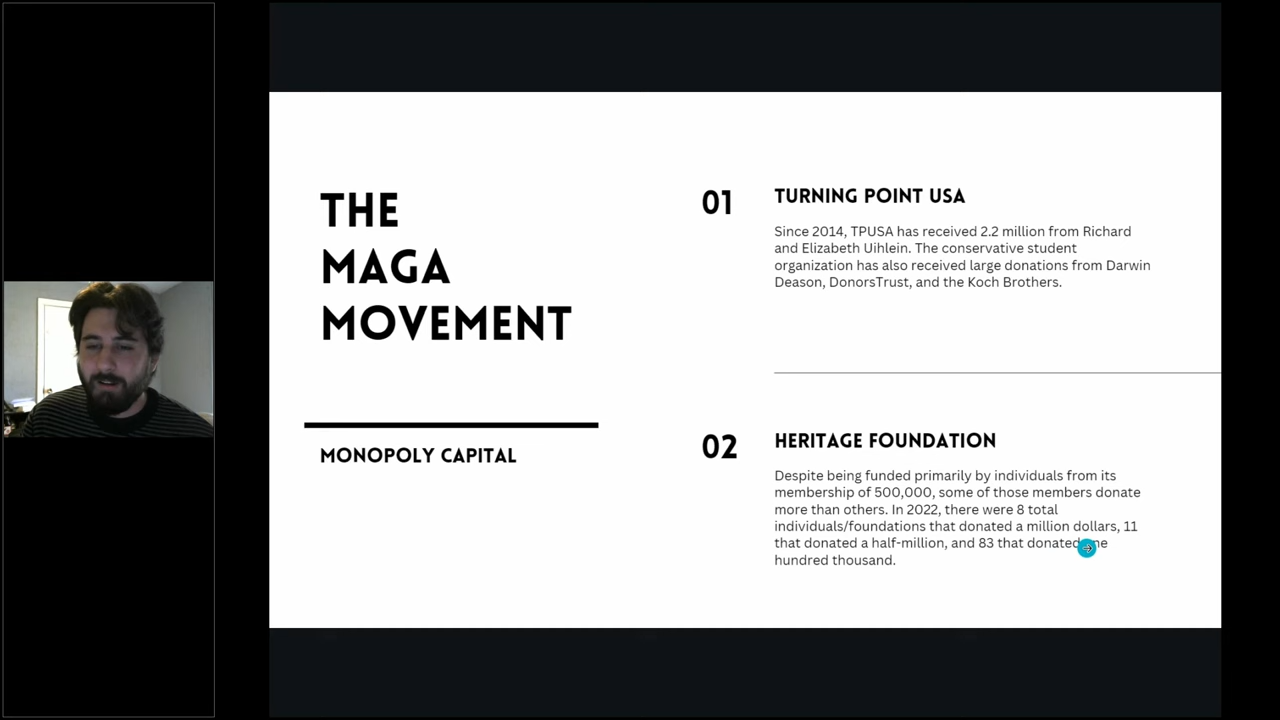 THE
MAGA
MOVEMENT
MONOPOLY CAPITAL
01
TURNING POINT USA
Since 2014, TPUSA has received 2.2 million from Richard
and Elizabeth Uihlein. The conservative student
organization has also received large donations from Darwin
Deason, DonorsTrust, and the Koch Brothers.
02
HERITAGE FOUNDATION
Despite being funded primarily by individuals from its
membership of 500,000, some of those members donate
more than others. In 2022, there were 8 total
individuals/foundations that donated a million dollars, 11
that donated a half-million, and 83 that donated one
hundred thousand.